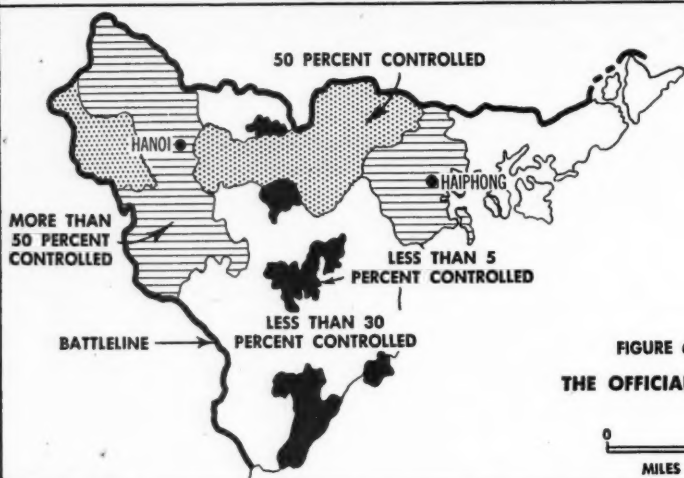 50 PERCENT CONTROLLED
HANOI
HAIPHONG
MORE THAN
50 PERCENT
CONTROLLED
LESS THAN 5
PERCENT CONTROLLED
LESS THAN 30
PERCENT CONTROLLED
BATTLELINE
FIGURE
THE OFFICIAL
0
MILES